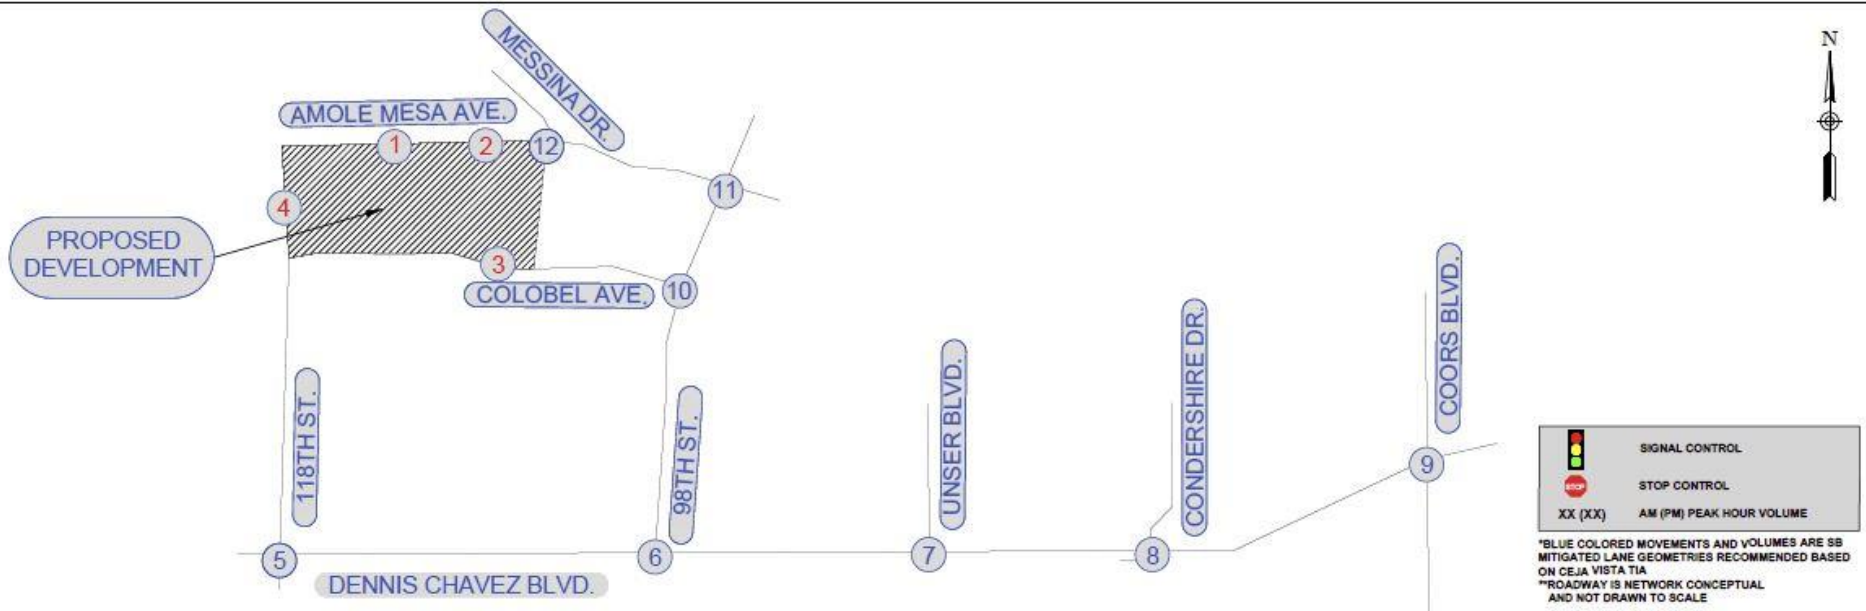 MESSINA DR.
N
AMOLE MESA AVE.
1
2
12
11
4
PROPOSED
DEVELOPMENT
3
COLOBEL AVE.
10
118TH ST.
98TH ST.
UNSER BLVD.
CONDERSHIRE DR.
COORS BLVD.
9
5
6
7
8
DENNIS CHAVEZ BLVD.
SIGNAL CONTROL
STOP
STOP CONTROL
XX (XX) AM (PM) PEAK HOUR VOLUME
*BLUE COLORED MOVEMENTS AND VOLUMES ARE SB
MITIGATED LANE GEOMETRIES RECOMMENDED BASED
ON CEJA VISTA TIA
**ROADWAY IS NETWORK CONCEPTUAL
AND NOT DRAWN TO SCALE